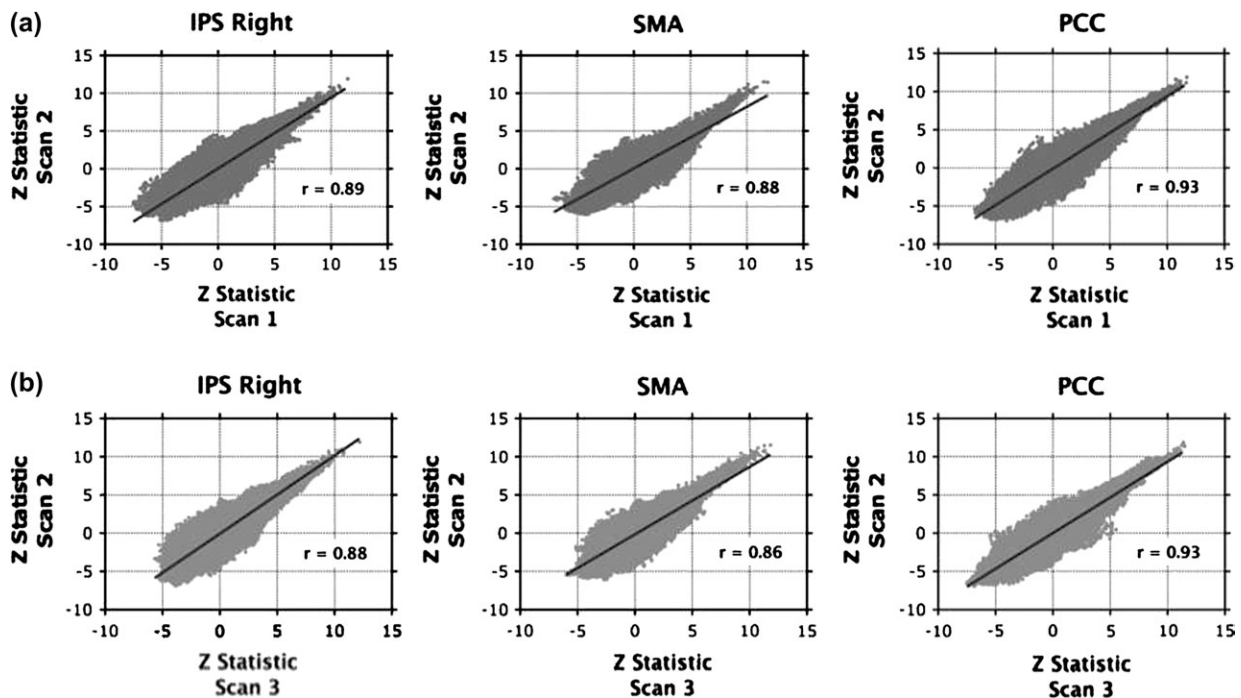 (a)
IPS Right
SMA
PCC
Z Statistic
Scan 2
15
10
5
0
-5
-10
r = 0.89
-10 -5 0 5 10 15
Z Statistic
Scan 1
Z Statistic
Scan 2
15
10
5
0
-5
-10
r = 0.88
-10 -5 0 5 10 15
Z Statistic
Scan 1
Z Statistic
Scan 2
15
10
5
0
-5
-10
r = 0.93
-10 -5 0 5 10 15
Z Statistic
Scan 1
(b)
IPS Right
SMA
PCC
Z Statistic
Scan 2
15
10
5
0
-5
-10
r = 0.88
-10 -5 0 5 10 15
Z Statistic
Scan 3
Z Statistic
Scan 2
15
10
5
0
-5
-10
r = 0.86
-10 -5 0 5 10 15
Z Statistic
Scan 3
Z Statistic
Scan 2
15
10
5
0
-5
-10
r = 0.93
-10 -5 0 5 10 15
Z Statistic
Scan 3